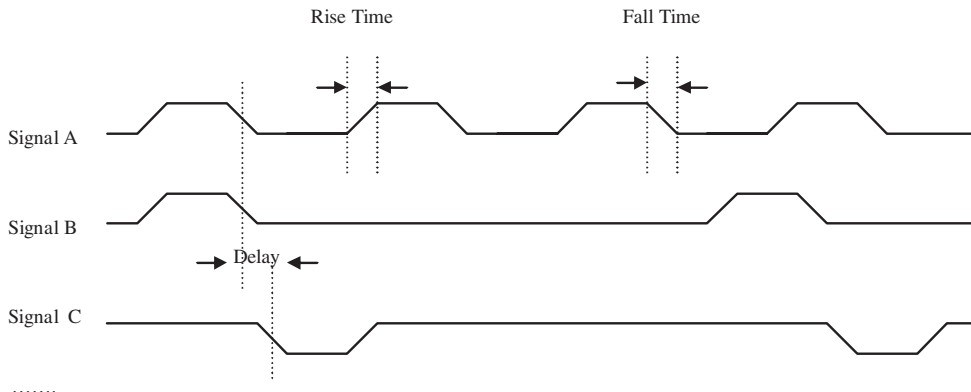 Rise Time
Fall Time
Signal A
Signal B
Delay
Signal C
.......